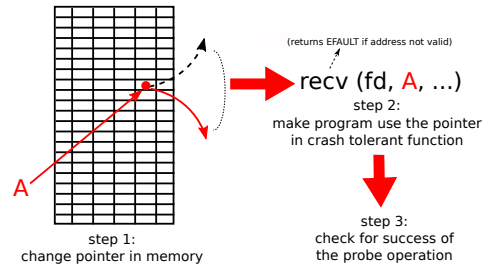 (returns EFAULT if address not valid)
recv (fd, A, ...)
step 2:
make program use the pointer
in crash tolerant function
A
step 1:
change pointer in memory
step 3:
check for success of
the probe operation